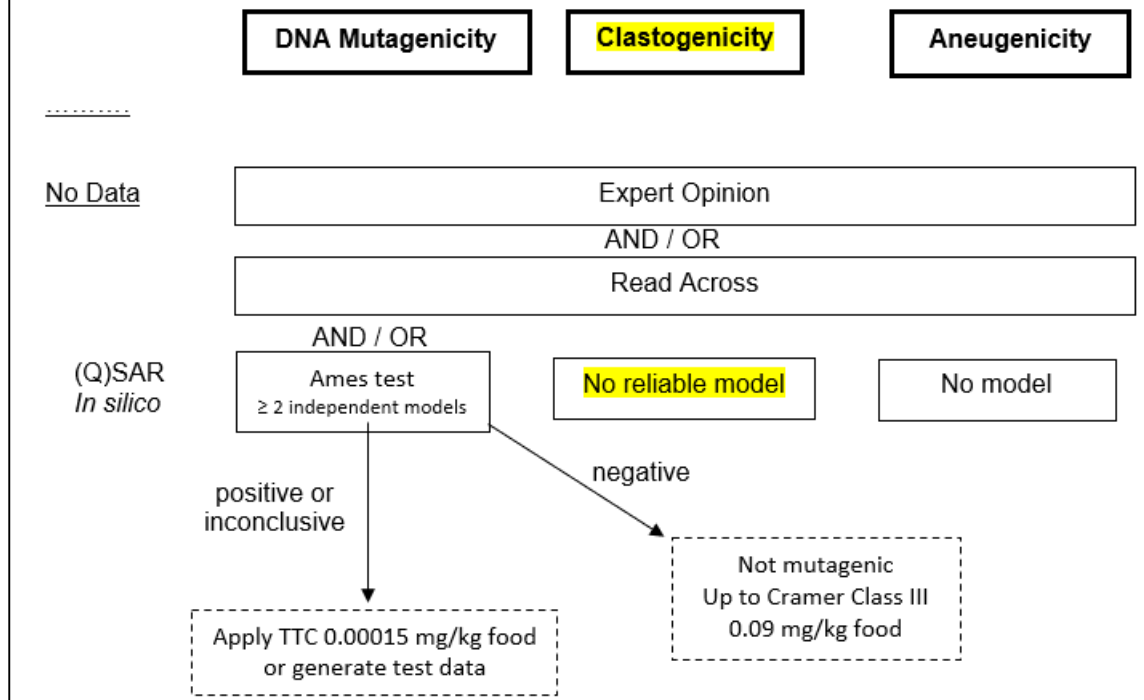 DNA Mutagenicity
Clastogenicity
Aneugenicity
..........
No Data
Expert Opinion
AND / OR
Read Across
AND / OR
(Q)SAR
In silico
Ames test
≥ 2 independent models
No reliable model
No model
positive or
inconclusive
negative
Not mutagenic
Up to Cramer Class III
0.09 mg/kg food
Apply TTC 0.00015 mg/kg food
or generate test data